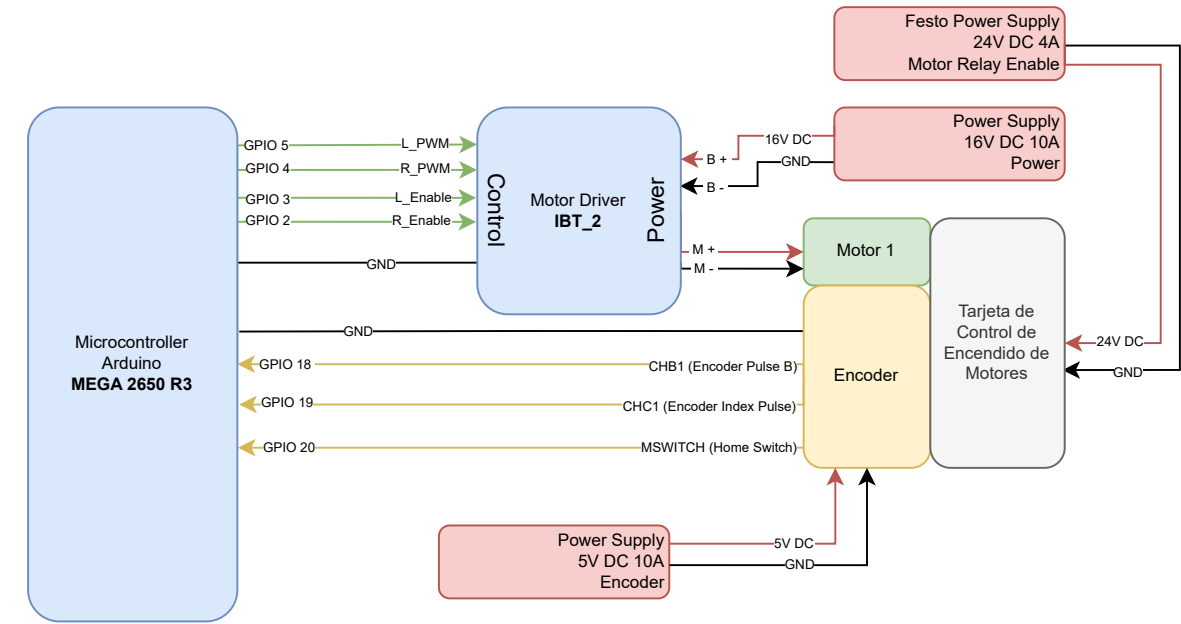 Festo Power Supply
24V DC 4A
Motor Relay Enable
Power Supply
16V DC 10A
Power
16V DC
GND
B +
B -
GPIO 5
L_PWM
GPIO 4
R_PWM
GPIO 3
L_Enable
GPIO 2
R_Enable
GND
Control
Motor Driver
IBT_2
Power
M +
M -
Motor 1
Microcontroller
Arduino
MEGA 2650 R3
GND
GPIO 18
CHB1 (Encoder Pulse B)
GPIO 19
CHC1 (Encoder Index Pulse)
GPIO 20
MSWITCH (Home Switch)
Encoder
Tarjeta de
Control de
Encendido de
Motores
24V DC
GND
Power Supply
5V DC 10A
Encoder
5V DC
GND